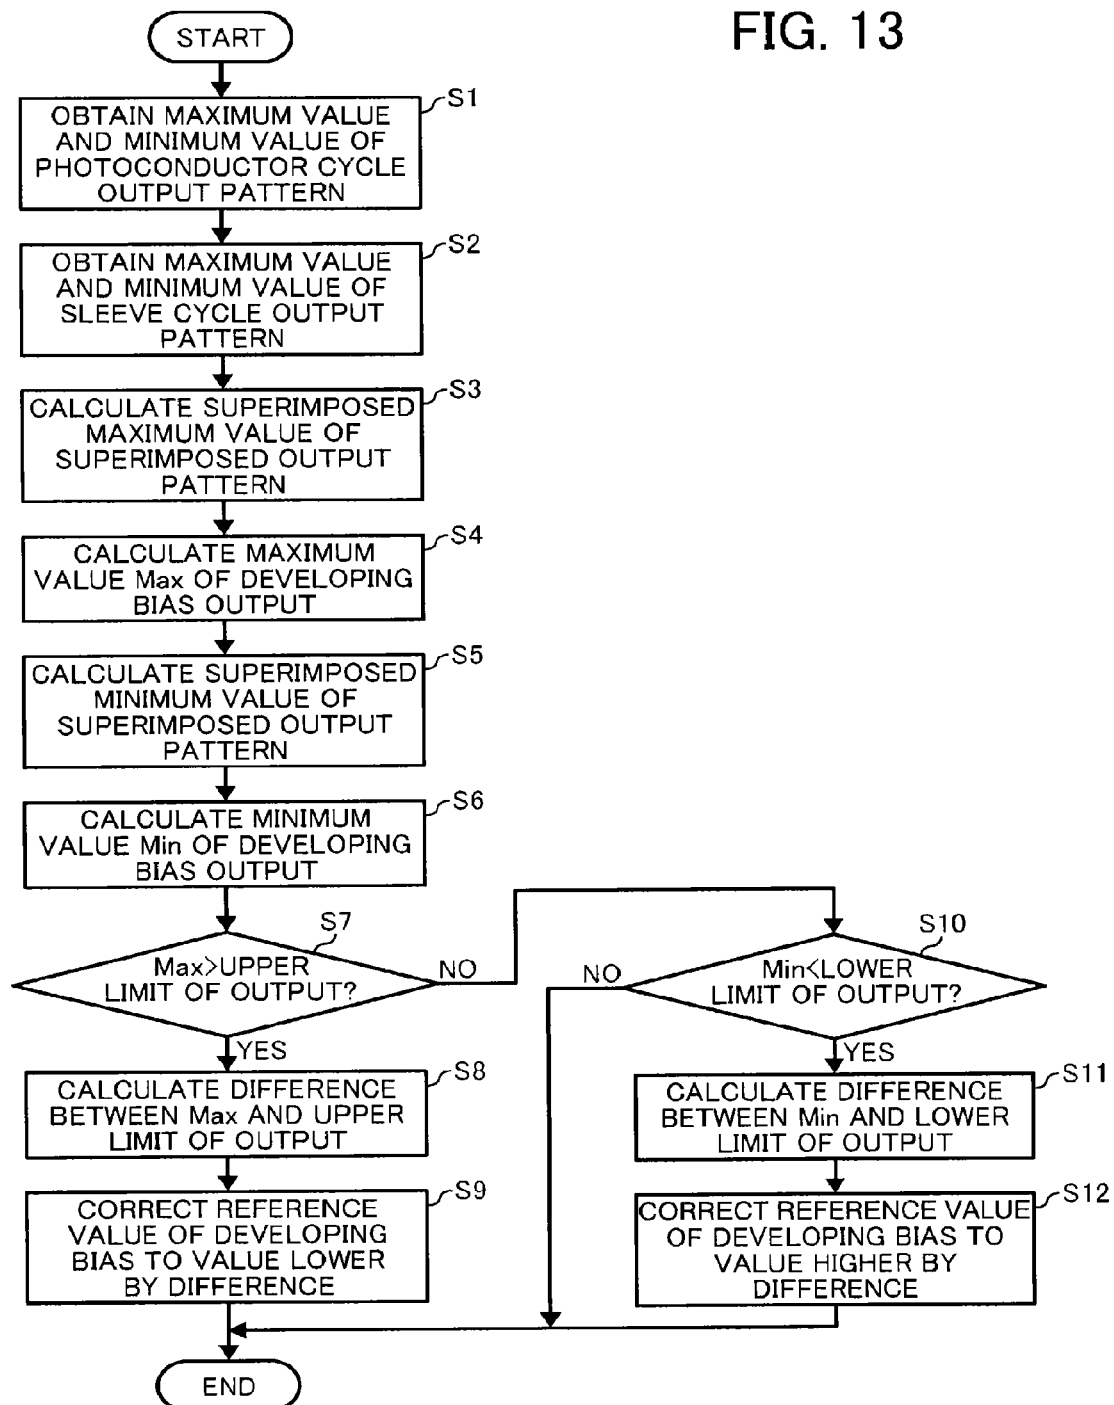 FIG. 13
START
S1
OBTAIN MAXIMUM VALUE
AND MINIMUM VALUE OF
PHOTOCONDUCTOR CYCLE
OUTPUT PATTERN
S2
OBTAIN MAXIMUM VALUE
AND MINIMUM VALUE OF
SLEEVE CYCLE OUTPUT
PATTERN
S3
CALCULATE SUPERIMPOSED
MAXIMUM VALUE OF
SUPERIMPOSED OUTPUT
PATTERN
S4
CALCULATE MAXIMUM
VALUE Max OF DEVELOPING
BIAS OUTPUT
S5
CALCULATE SUPERIMPOSED
MINIMUM VALUE OF
SUPERIMPOSED OUTPUT
PATTERN
S6
CALCULATE MINIMUM
VALUE Min OF DEVELOPING
BIAS OUTPUT
S7
Max>UPPER
LIMIT OF OUTPUT?
NO
YES
S8
CALCULATE DIFFERENCE
BETWEEN Max AND UPPER
LIMIT OF OUTPUT
S9
CORRECT REFERENCE
VALUE OF DEVELOPING
BIAS TO VALUE LOWER
BY DIFFERENCE
S10
Min<LOWER
LIMIT OF OUTPUT?
NO
YES
S11
CALCULATE DIFFERENCE
BETWEEN Min AND LOWER
LIMIT OF OUTPUT
S12
CORRECT REFERENCE VALUE
OF DEVELOPING BIAS TO
VALUE HIGHER BY
DIFFERENCE
END